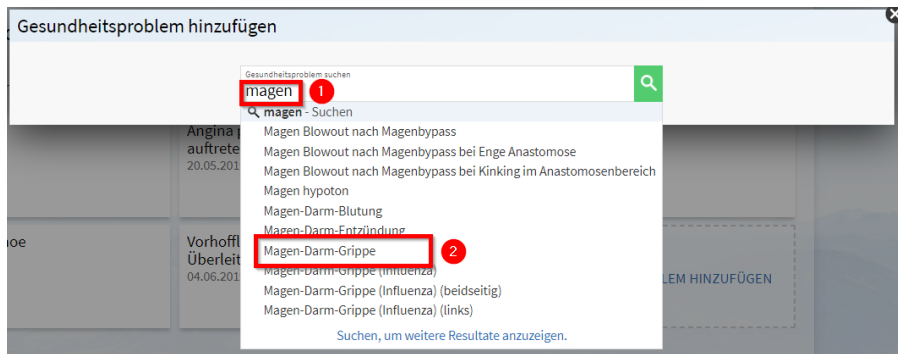 Gesundheitsproblem hinzufügen
Gesundheitsproblem suchen
magen
1
magen - Suchen
Magen Blowout nach Magenbypass
Magen Blowout nach Magenbypass bei Enge Anastomose
Magen Blowout nach Magenbypass bei Kinking im Anastomosenbereich
Magen hypoton
Magen-Darm-Blutung
Magen-Darm-Entzündung
Magen-Darm-Grippe
2
Magen-Darm-Grippe (Influenza)
Magen-Darm-Grippe (Influenza) (beidseitig)
Magen-Darm-Grippe (Influenza) (links)
Suchen, um weitere Resultate anzuzeigen.
Angina
auftrete
20.05.201
noe
Vorhoffl
Überleit
04.06.201
LEM HINZUFÜGEN